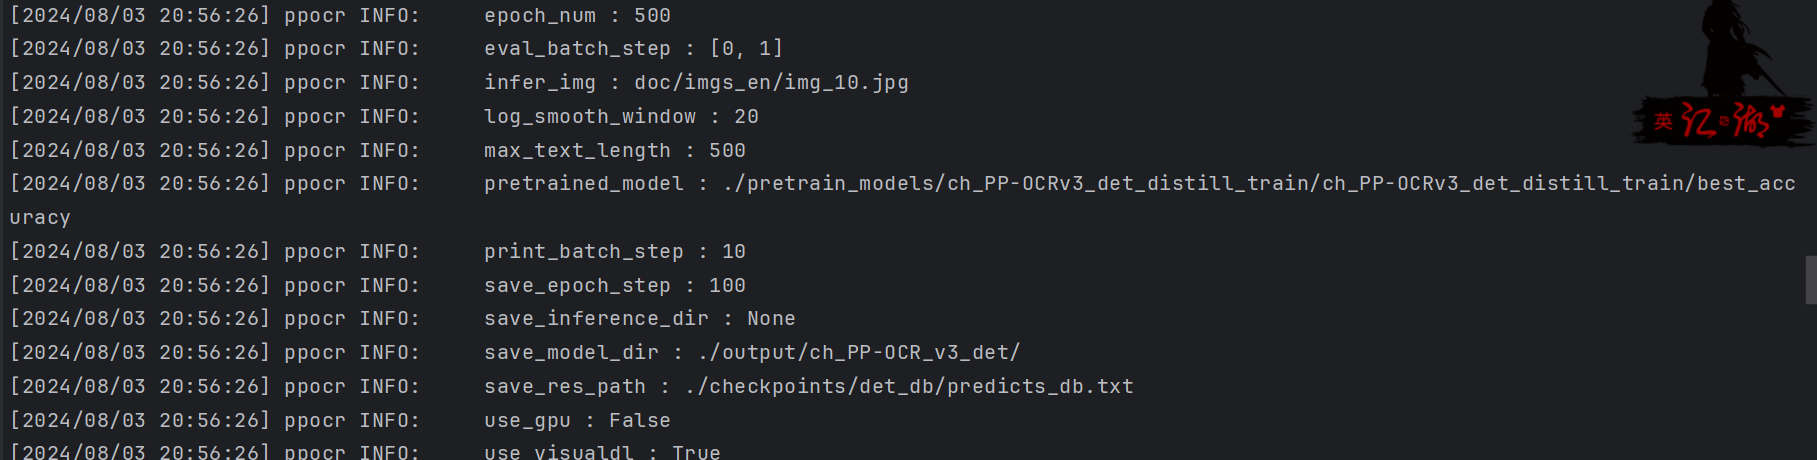 [2024/08/03 20:56:26] ppocr INFO:     epoch_num : 500
[2024/08/03 20:56:26] ppocr INFO:     eval_batch_step : [0, 1]
[2024/08/03 20:56:26] ppocr INFO:     infer_img : doc/imgs_en/img_10.jpg
[2024/08/03 20:56:26] ppocr INFO:     log_smooth_window : 20
[2024/08/03 20:56:26] ppocr INFO:     max_text_length : 500
[2024/08/03 20:56:26] ppocr INFO:     pretrained_model : ./pretrain_models/ch_PP-OCRv3_det_distill_train/ch_PP-OCRv3_det_distill_train/best_acc
uracy
[2024/08/03 20:56:26] ppocr INFO:     print_batch_step : 10
[2024/08/03 20:56:26] ppocr INFO:     save_epoch_step : 100
[2024/08/03 20:56:26] ppocr INFO:     save_inference_dir : None
[2024/08/03 20:56:26] ppocr INFO:     save_model_dir : ./output/ch_PP-OCR_v3_det/
[2024/08/03 20:56:26] ppocr INFO:     save_res_path : ./checkpoints/det_db/predicts_db.txt
[2024/08/03 20:56:26] ppocr INFO:     use_gpu : False
[2024/08/03 20:56:26] ppocr INFO:     use_visualdl : True
英